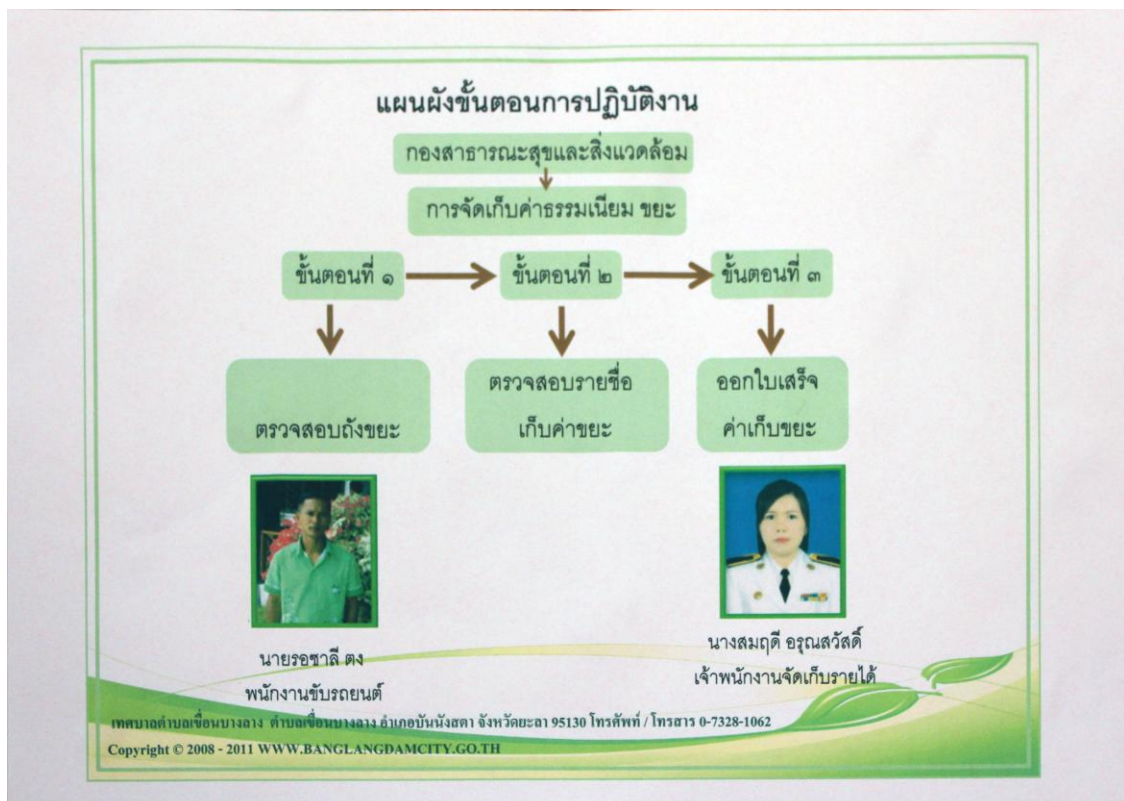 แผนผังขั้นตอนการปฏิบัติงาน
กองสาธารณะสุขและสิ่งแวดล้อม
การจัดเก็บค่าธรรมเนียม ขยะ
ขั้นตอนที่ ๑
ขั้นตอนที่ ๒
ขั้นตอนที่ ๓
ตรวจสอบถังขยะ
ตรวจสอบรายชื่อ
เก็บค่าขยะ
ออกใบเสร็จ
ค่าเก็บขยะ
นายรอซาลี ตง
พนักงานขับรถยนต์
นางสมฤดี อรุณสวัสดิ์
เจ้าพนักงานจัดเก็บรายได้
เทศบาลตำบลเขื่อนบางลาง ตำบลเขื่อนบางลาง อำเภอบันนังสตา จังหวัดยะลา 95130 โทรศัพท์ / โทรสาร 0-7328-1062
Copyright © 2008 - 2011 WWW.BANGLANGDAMCITY.GO.TH